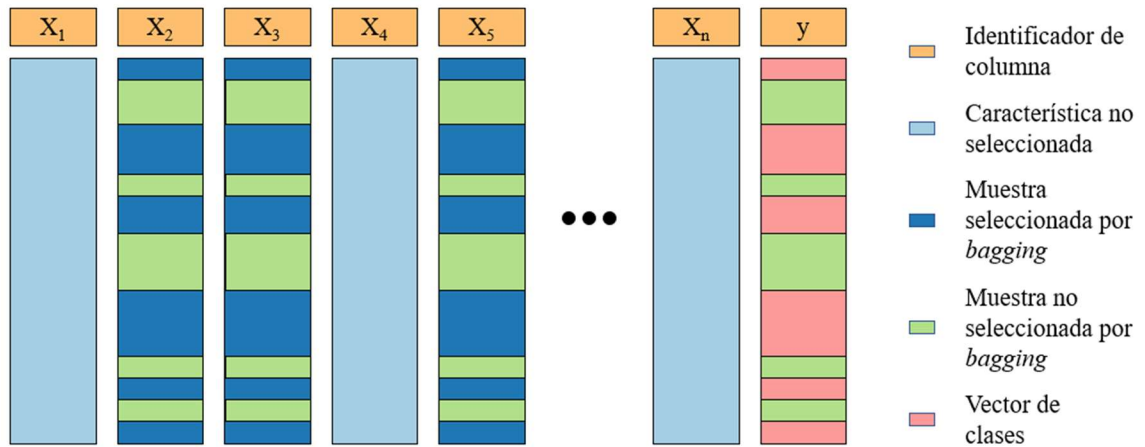 X₁ X₂ X₃ X₄ X₅ Xₙ y
Identificador de
columna
Característica no
seleccionada
Muestra
seleccionada por
bagging
Muestra no
seleccionada por
bagging
Vector de
clases